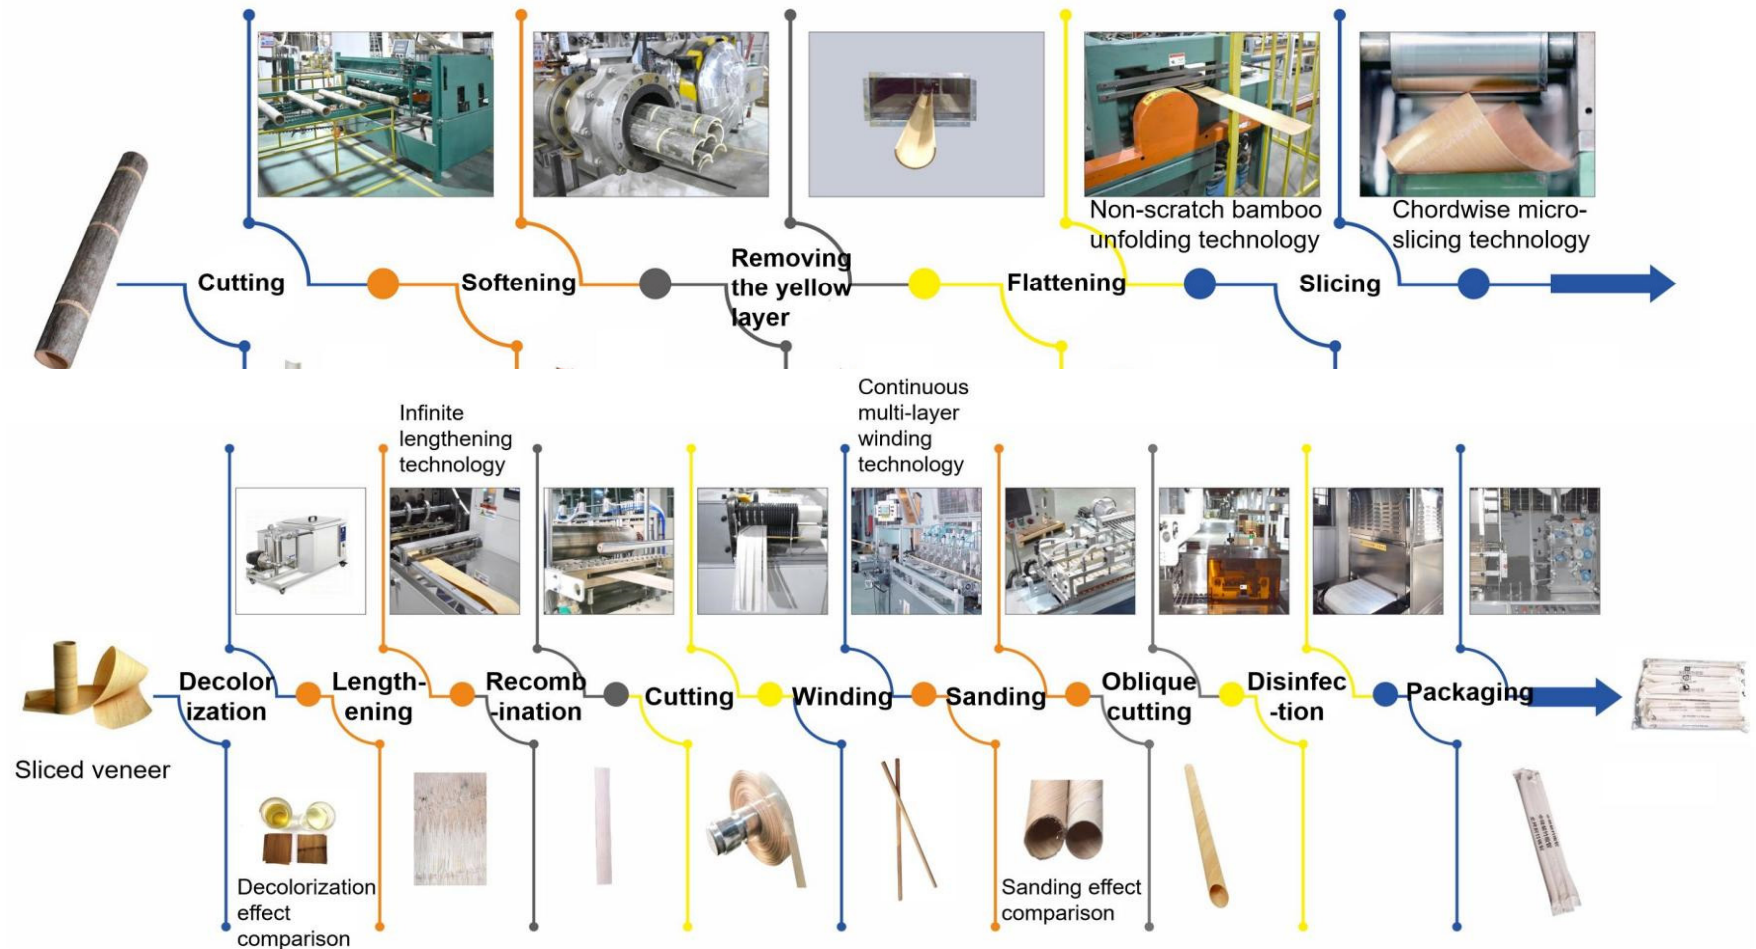 Non-scratch bamboo
unfolding technology
Chordwise micro-
slicing technology
Cutting
Softening
Removing
the yellow
layer
Flattening
Slicing
Infinite
lengthening
technology
Continuous
multi-layer
winding
technology
Decolor
ization
Length-
ening
Recomb
-ination
Cutting
Winding
Sanding
Oblique
cutting
Disinfec
-tion
Packaging
Sliced veneer
Decolorization
effect
comparison
Sanding effect
comparison